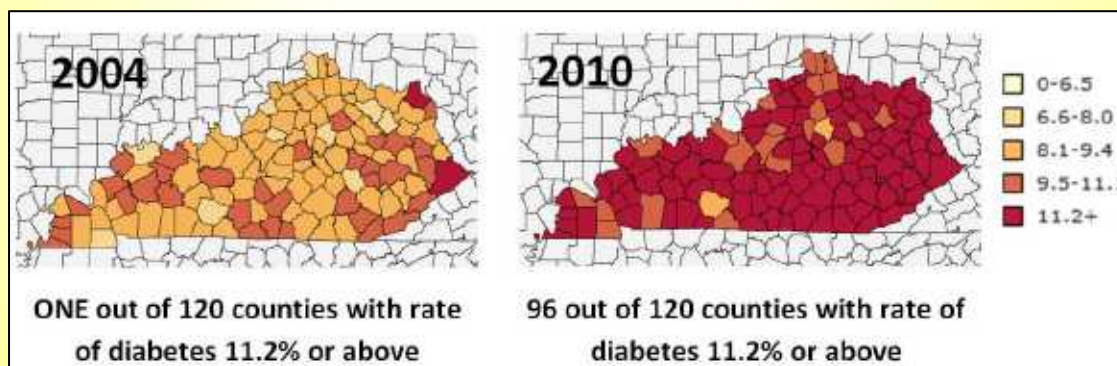 2004
2010
0-6.5
6.6-8.0
8.1-9.4
9.5-11.
11.2+
ONE out of 120 counties with rate
of diabetes 11.2% or above
96 out of 120 counties with rate of
diabetes 11.2% or above